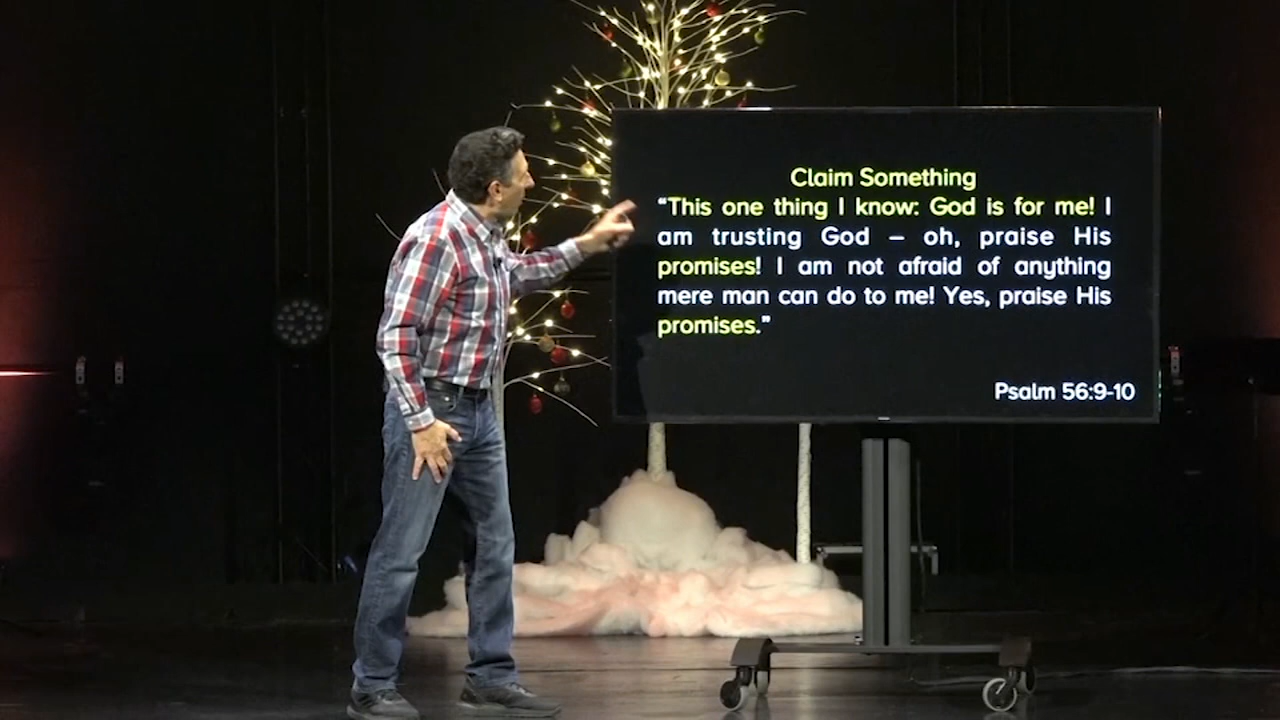 Claim Something
“This one thing I know: God is for me! I
am trusting God – oh, praise His
promises! I am not afraid of anything
mere man can do to me! Yes, praise His
promises.”
Psalm 56:9-10